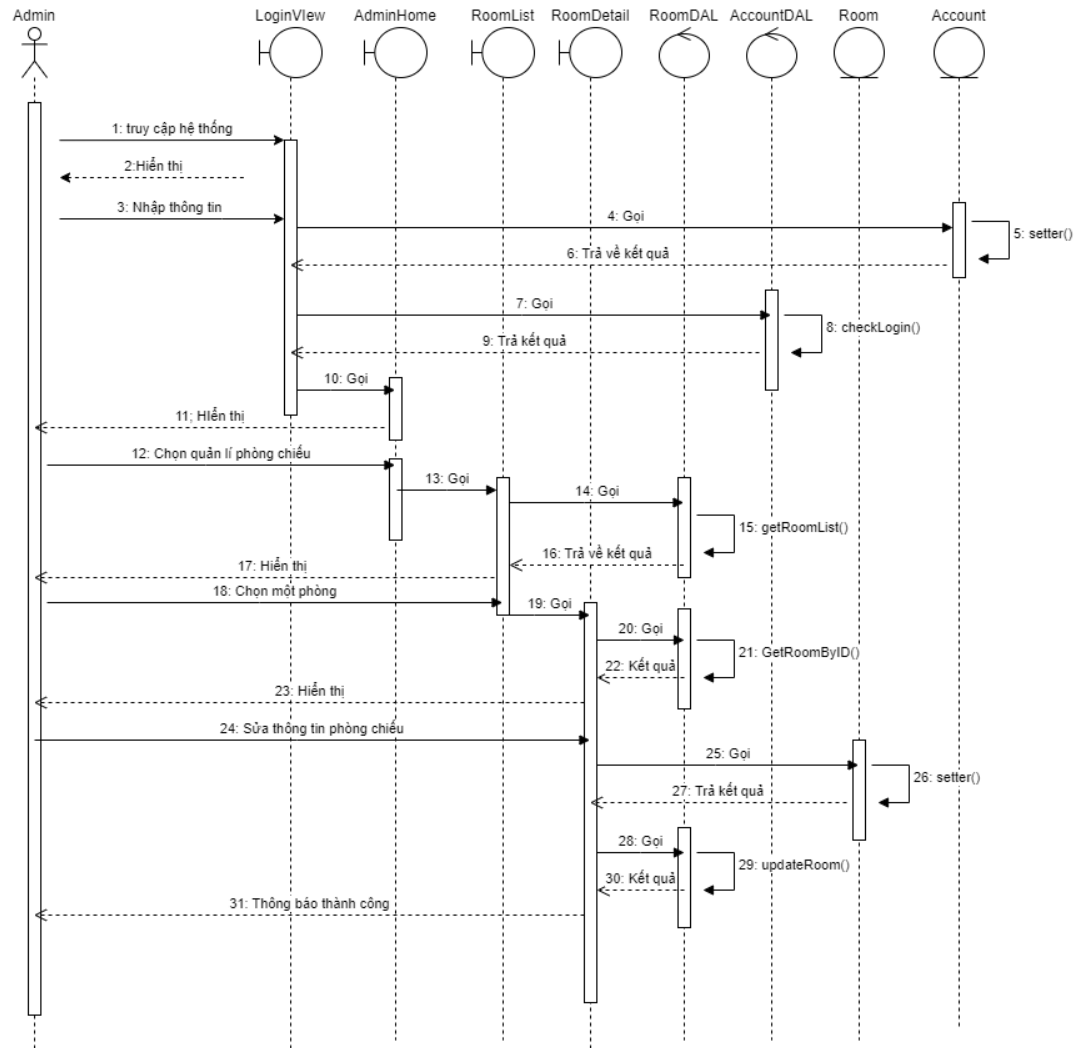 Admin
LoginVIew
AdminHome
RoomList
RoomDetail
RoomDAL
AccountDAL
Room
Account
1: truy cập hệ thống
2:Hiển thị
3: Nhập thông tin
4: Gọi
5: setter()
6: Trả về kết quả
7: Gọi
8: checkLogin()
9: Trả kết quả
10: Gọi
11; HIển thị
12: Chọn quản lí phòng chiếu
13: Gọi
14: Gọi
15: getRoomList()
16: Trả về kết quả
17: Hiển thị
18: Chọn một phòng
19: Gọi
20: Gọi
21: GetRoomByID()
22: Kết quả
23: Hiển thị
24: Sửa thông tin phòng chiếu
25: Gọi
26: setter()
27: Trả kết quả
28: Gọi
29: updateRoom()
30: Kết quả
31: Thông báo thành công